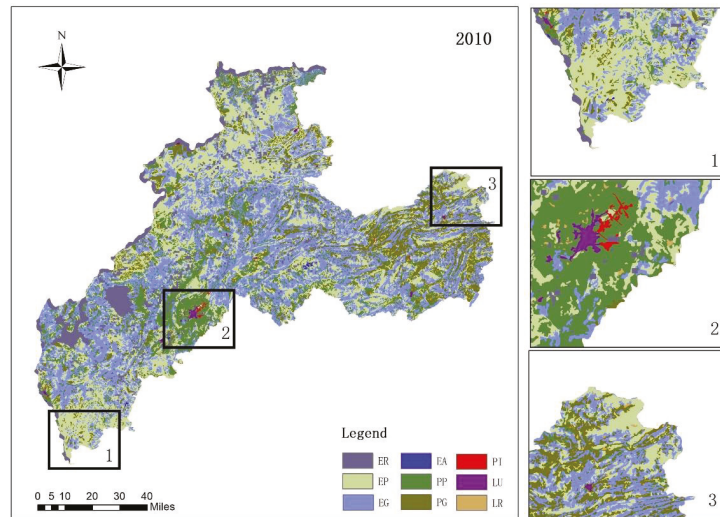 N
2010
1
2
3
1
2
3
Legend
ER EA PI
EP PP LU
EG PG LR
0 5 10 20 30 40
Miles